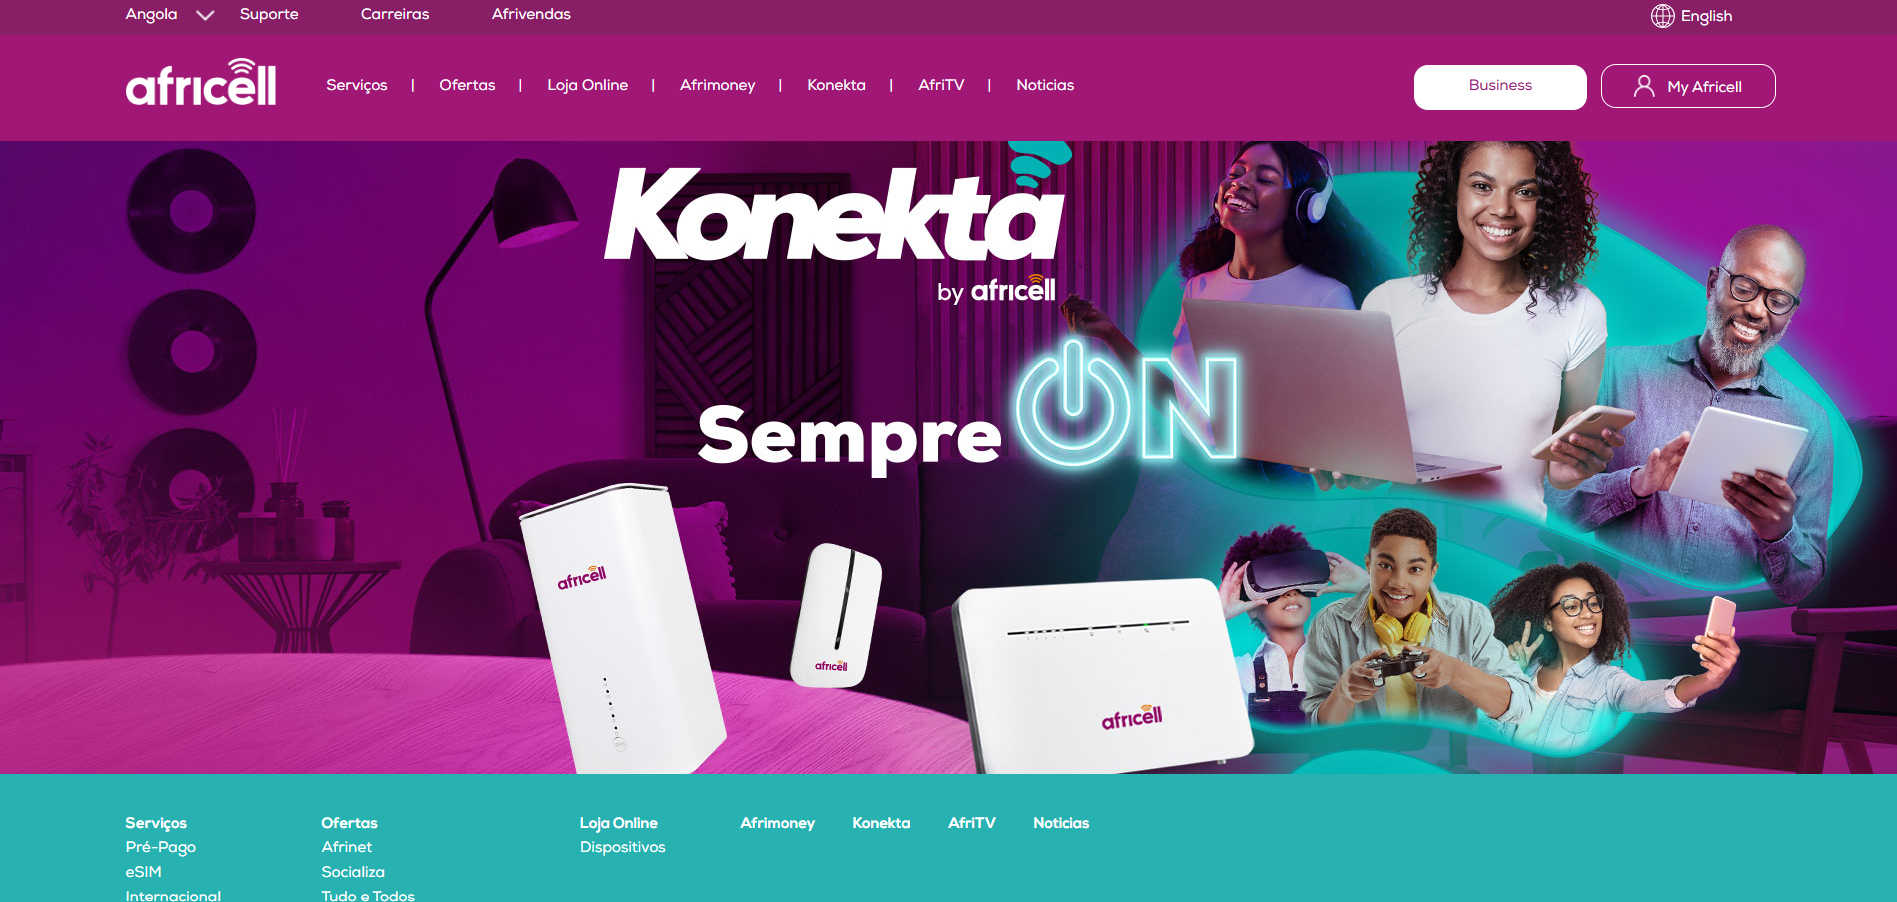 Angola Suporte Carreiras Afrivendas English
africell Serviços | Ofertas | Loja Online | Afrimoney | Konekta | AfriTV | Noticias Business My Africell
Konekta
by africell
Sempre ON
africell
africell
africell
Serviços Ofertas Loja Online Afrimoney Konekta AfriTV Noticias
Pré-Pago Afrinet Dispositivos
eSIM Socializa
Internacional Tudo e Todos